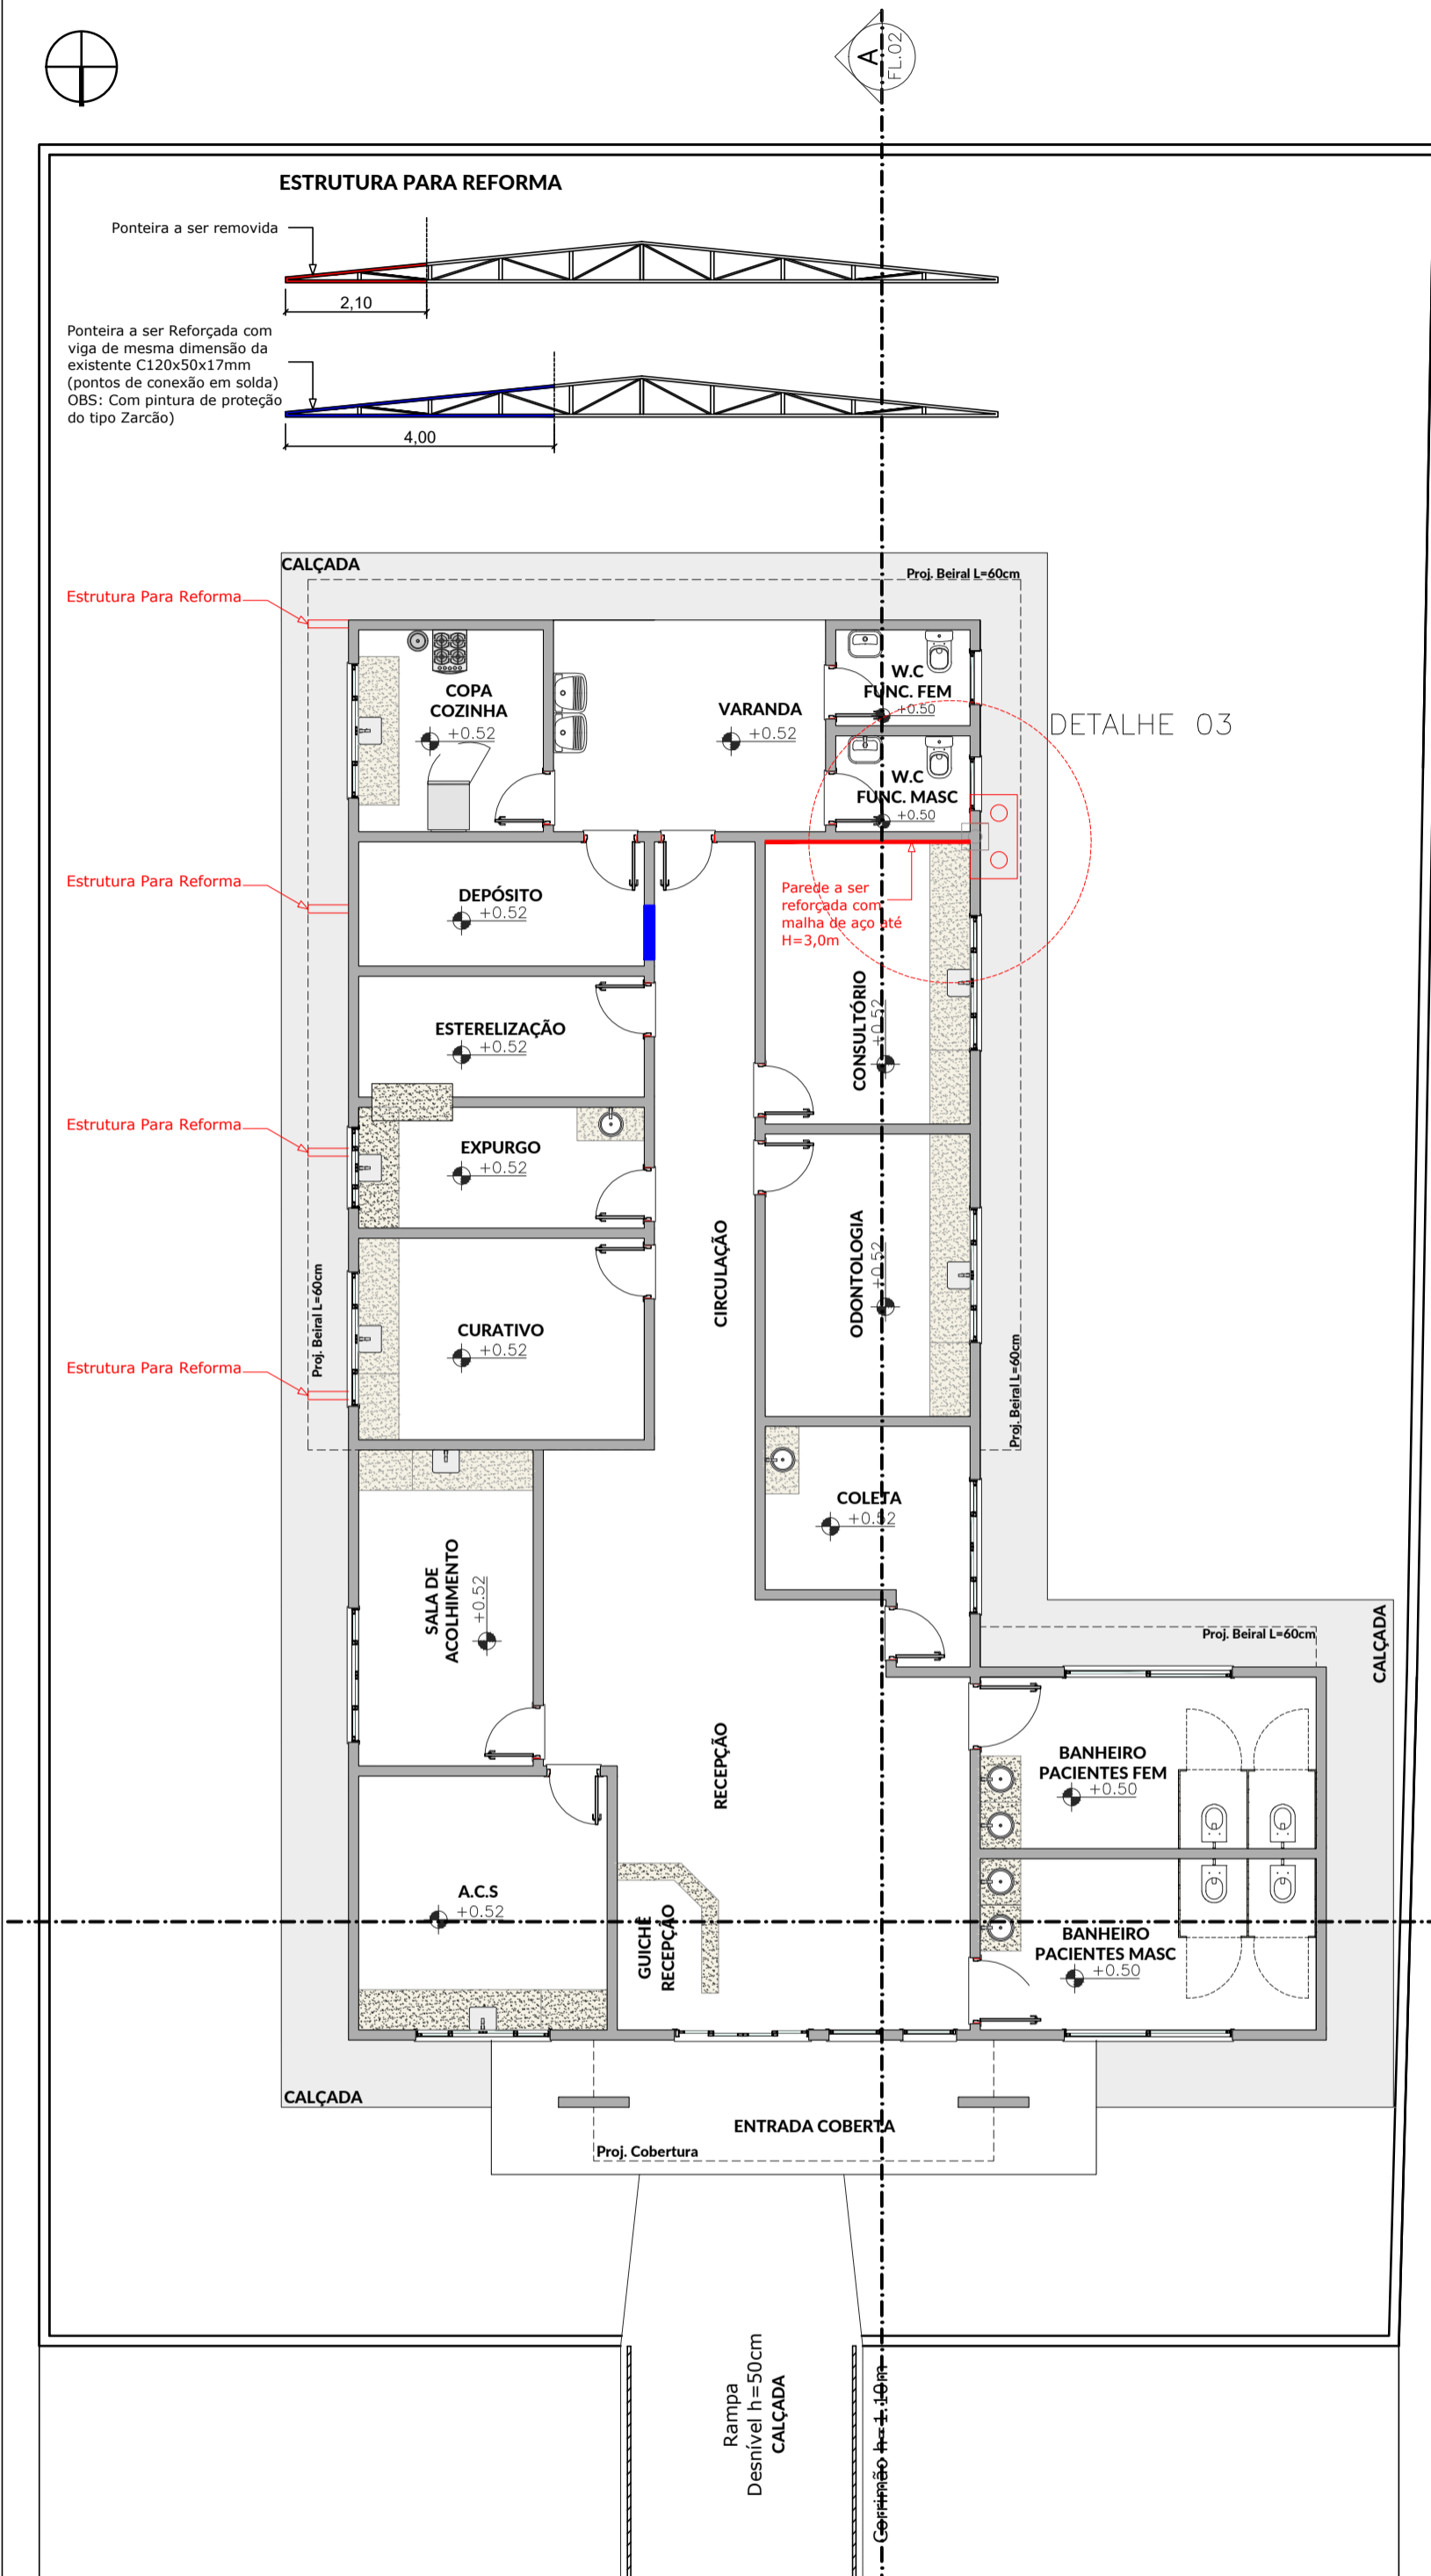 A
FL.02
ESTRUTURA PARA REFORMA
Ponteira a ser removida
2,10
Ponteira a ser Reforçada com
viga de mesma dimensão da
existente C120x50x17mm
(pontos de conexão em solda)
OBS: Com pintura de proteção
do tipo Zarcão)
4,00
CALÇADA
Proj. Beiral L=60cm
Estrutura Para Reforma
COPA
COZINHA
+0.52
VARANDA
+0.52
W.C
FUNC. FEM
+0.50
DETALHE 03
W.C
FUNC. MASC
+0.50
Estrutura Para Reforma
DEPÓSITO
+0.52
Parede a ser
reforçada com
malha de aço até
H=3,0m
ESTERELIZAÇÃO
+0.52
CONSULTÓRIO
+0.52
Estrutura Para Reforma
EXPURGO
+0.52
CIRCULAÇÃO
ODONTOLOGIA
+0.52
Proj. Beiral L=60cm
CURATIVO
+0.52
Estrutura Para Reforma
Proj. Beiral L=60cm
COLETA
+0.52
SALA DE
ACOLHIMENTO
+0.52
Proj. Beiral L=60cm
CALÇADA
RECEPÇÃO
BANHEIRO
PACIENTES FEM
+0.50
A.C.S
+0.52
GUICHÊ
RECEPÇÃO
BANHEIRO
PACIENTES MASC
+0.50
CALÇADA
ENTRADA COBERTA
Proj. Cobertura
Rampa
Desnível h=50cm
CALÇADA
Corrimão h=1.10m